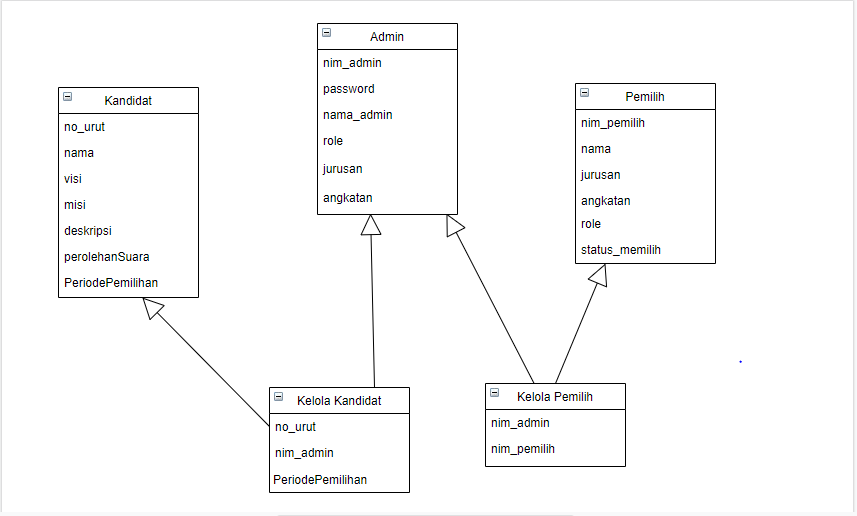 Kandidat
no_urut
nama
visi
misi
deskripsi
perolehanSuara
PeriodePemilihan
Admin
nim_admin
password
nama_admin
role
jurusan
angkatan
Pemilih
nim_pemilih
nama
jurusan
angkatan
role
status_memilih
Kelola Kandidat
no_urut
nim_admin
PeriodePemilihan
Kelola Pemilih
nim_admin
nim_pemilih